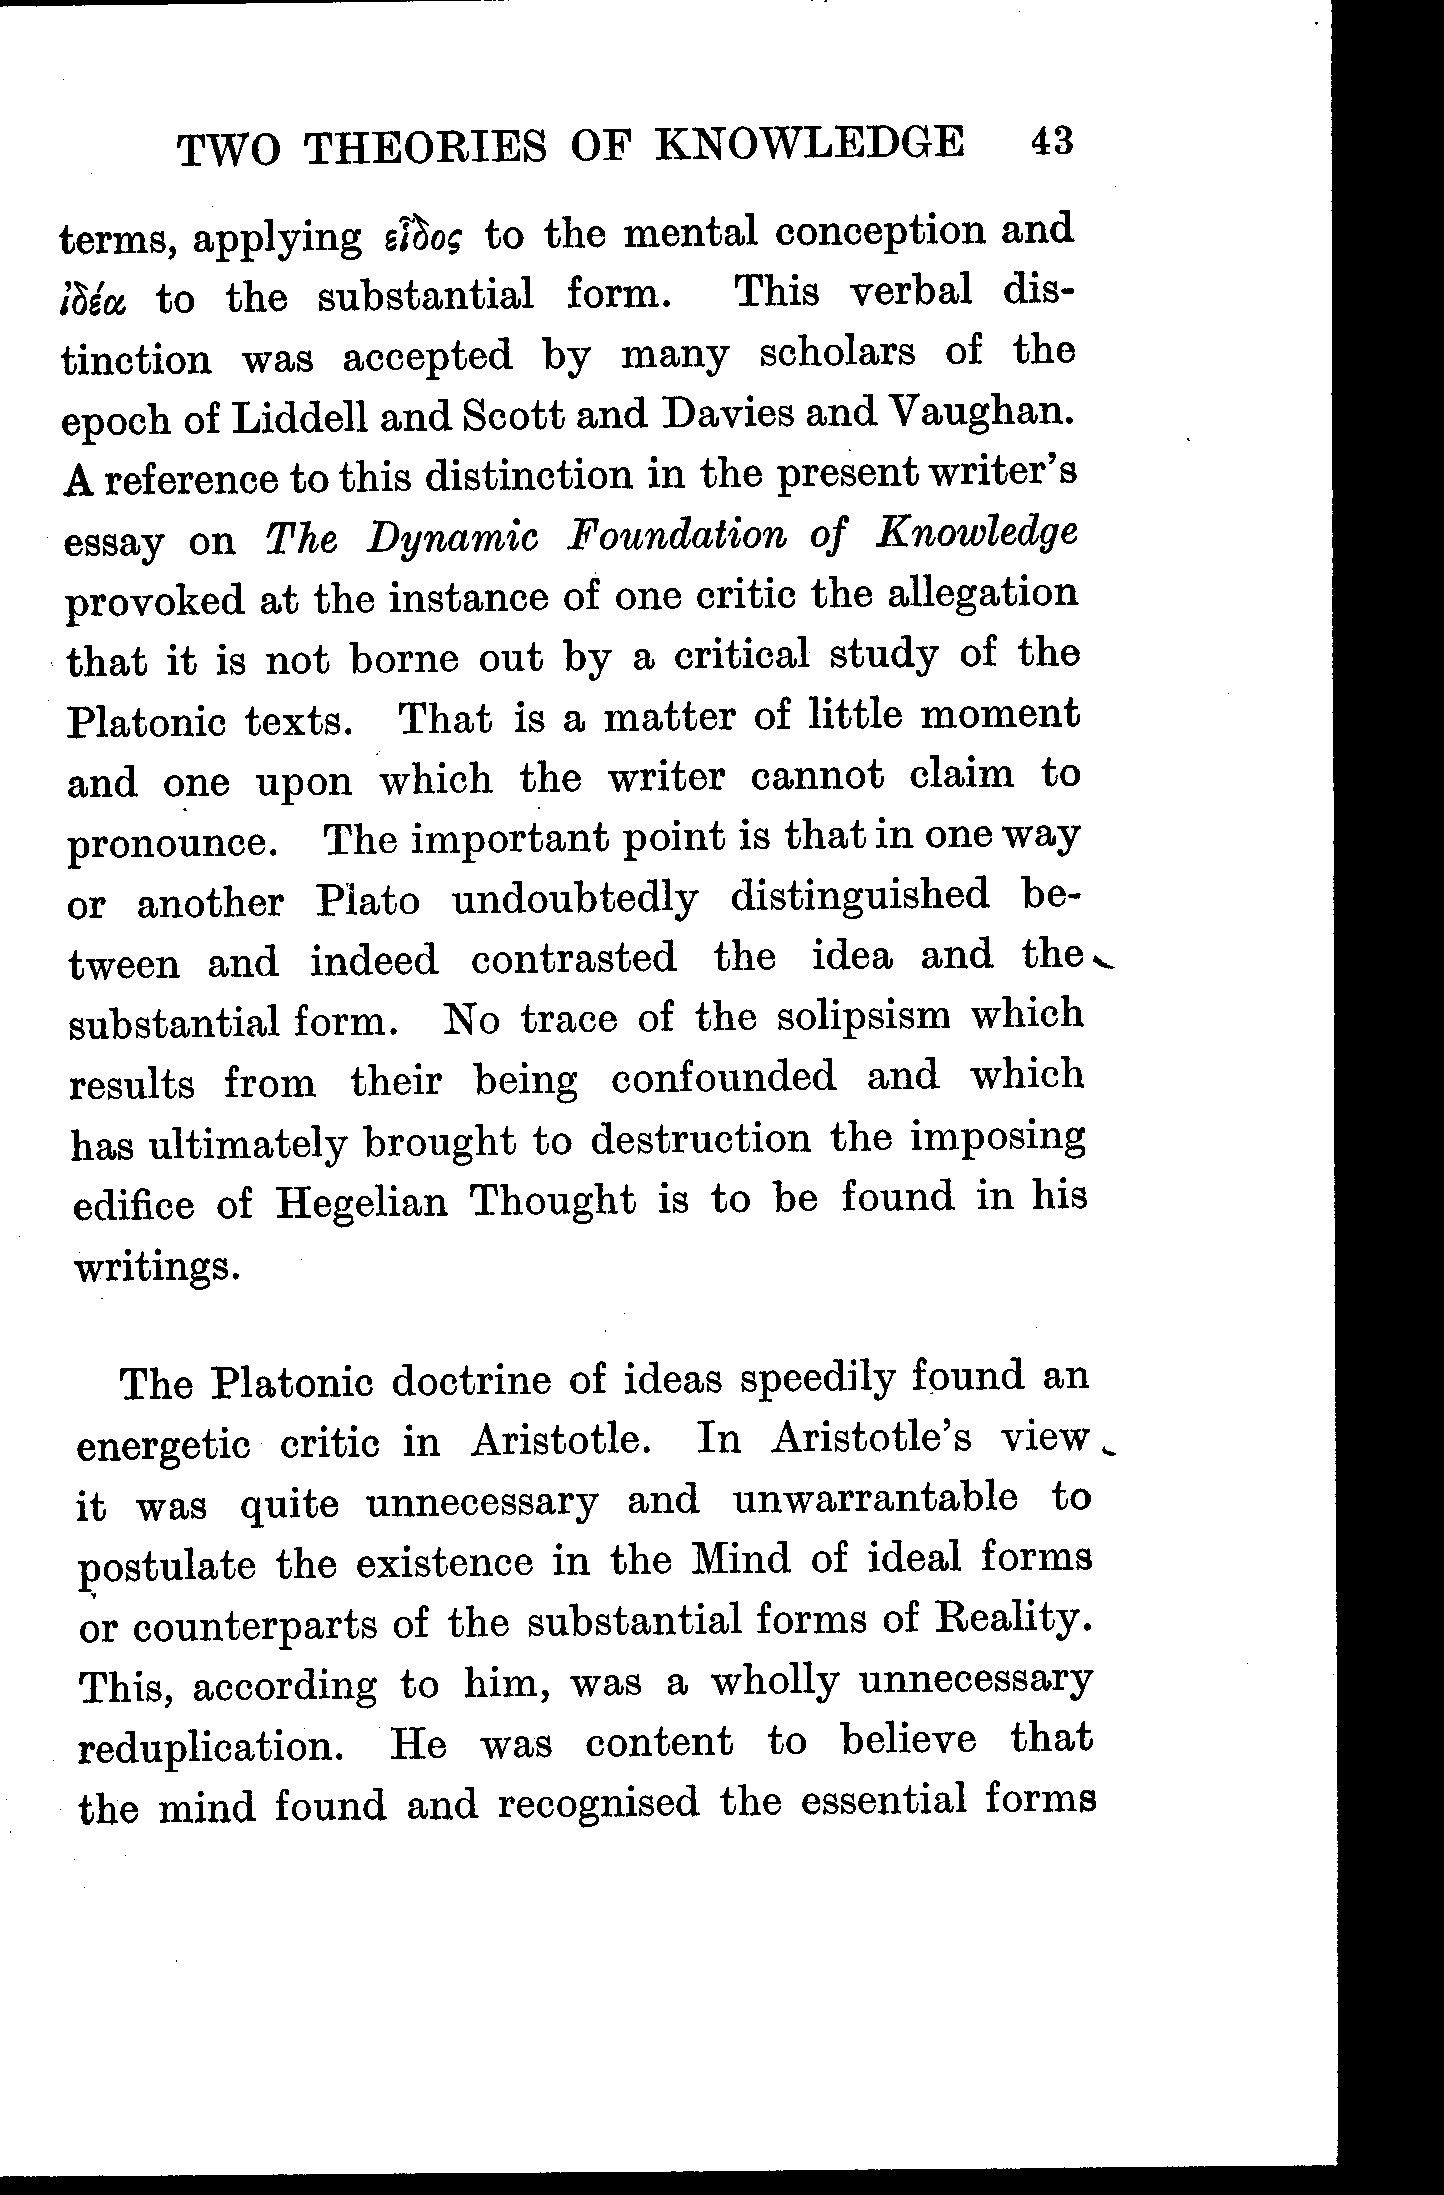 TWO THEORIES OF KNOWLEDGE 43
terms, applying εἶδος to the mental conception and
ἰδέα to the substantial form. This verbal dis-
tinction was accepted by many scholars of the
epoch of Liddell and Scott and Davies and Vaughan.
A reference to this distinction in the present writer's
essay on The Dynamic Foundation of Knowledge
provoked at the instance of one critic the allegation
that it is not borne out by a critical study of the
Platonic texts. That is a matter of little moment
and one upon which the writer cannot claim to
pronounce. The important point is that in one way
or another Plato undoubtedly distinguished be-
tween and indeed contrasted the idea and the
substantial form. No trace of the solipsism which
results from their being confounded and which
has ultimately brought to destruction the imposing
edifice of Hegelian Thought is to be found in his
writings.
The Platonic doctrine of ideas speedily found an
energetic critic in Aristotle. In Aristotle's view
it was quite unnecessary and unwarrantable to
postulate the existence in the Mind of ideal forms
or counterparts of the substantial forms of Reality.
This, according to him, was a wholly unnecessary
reduplication. He was content to believe that
the mind found and recognised the essential forms